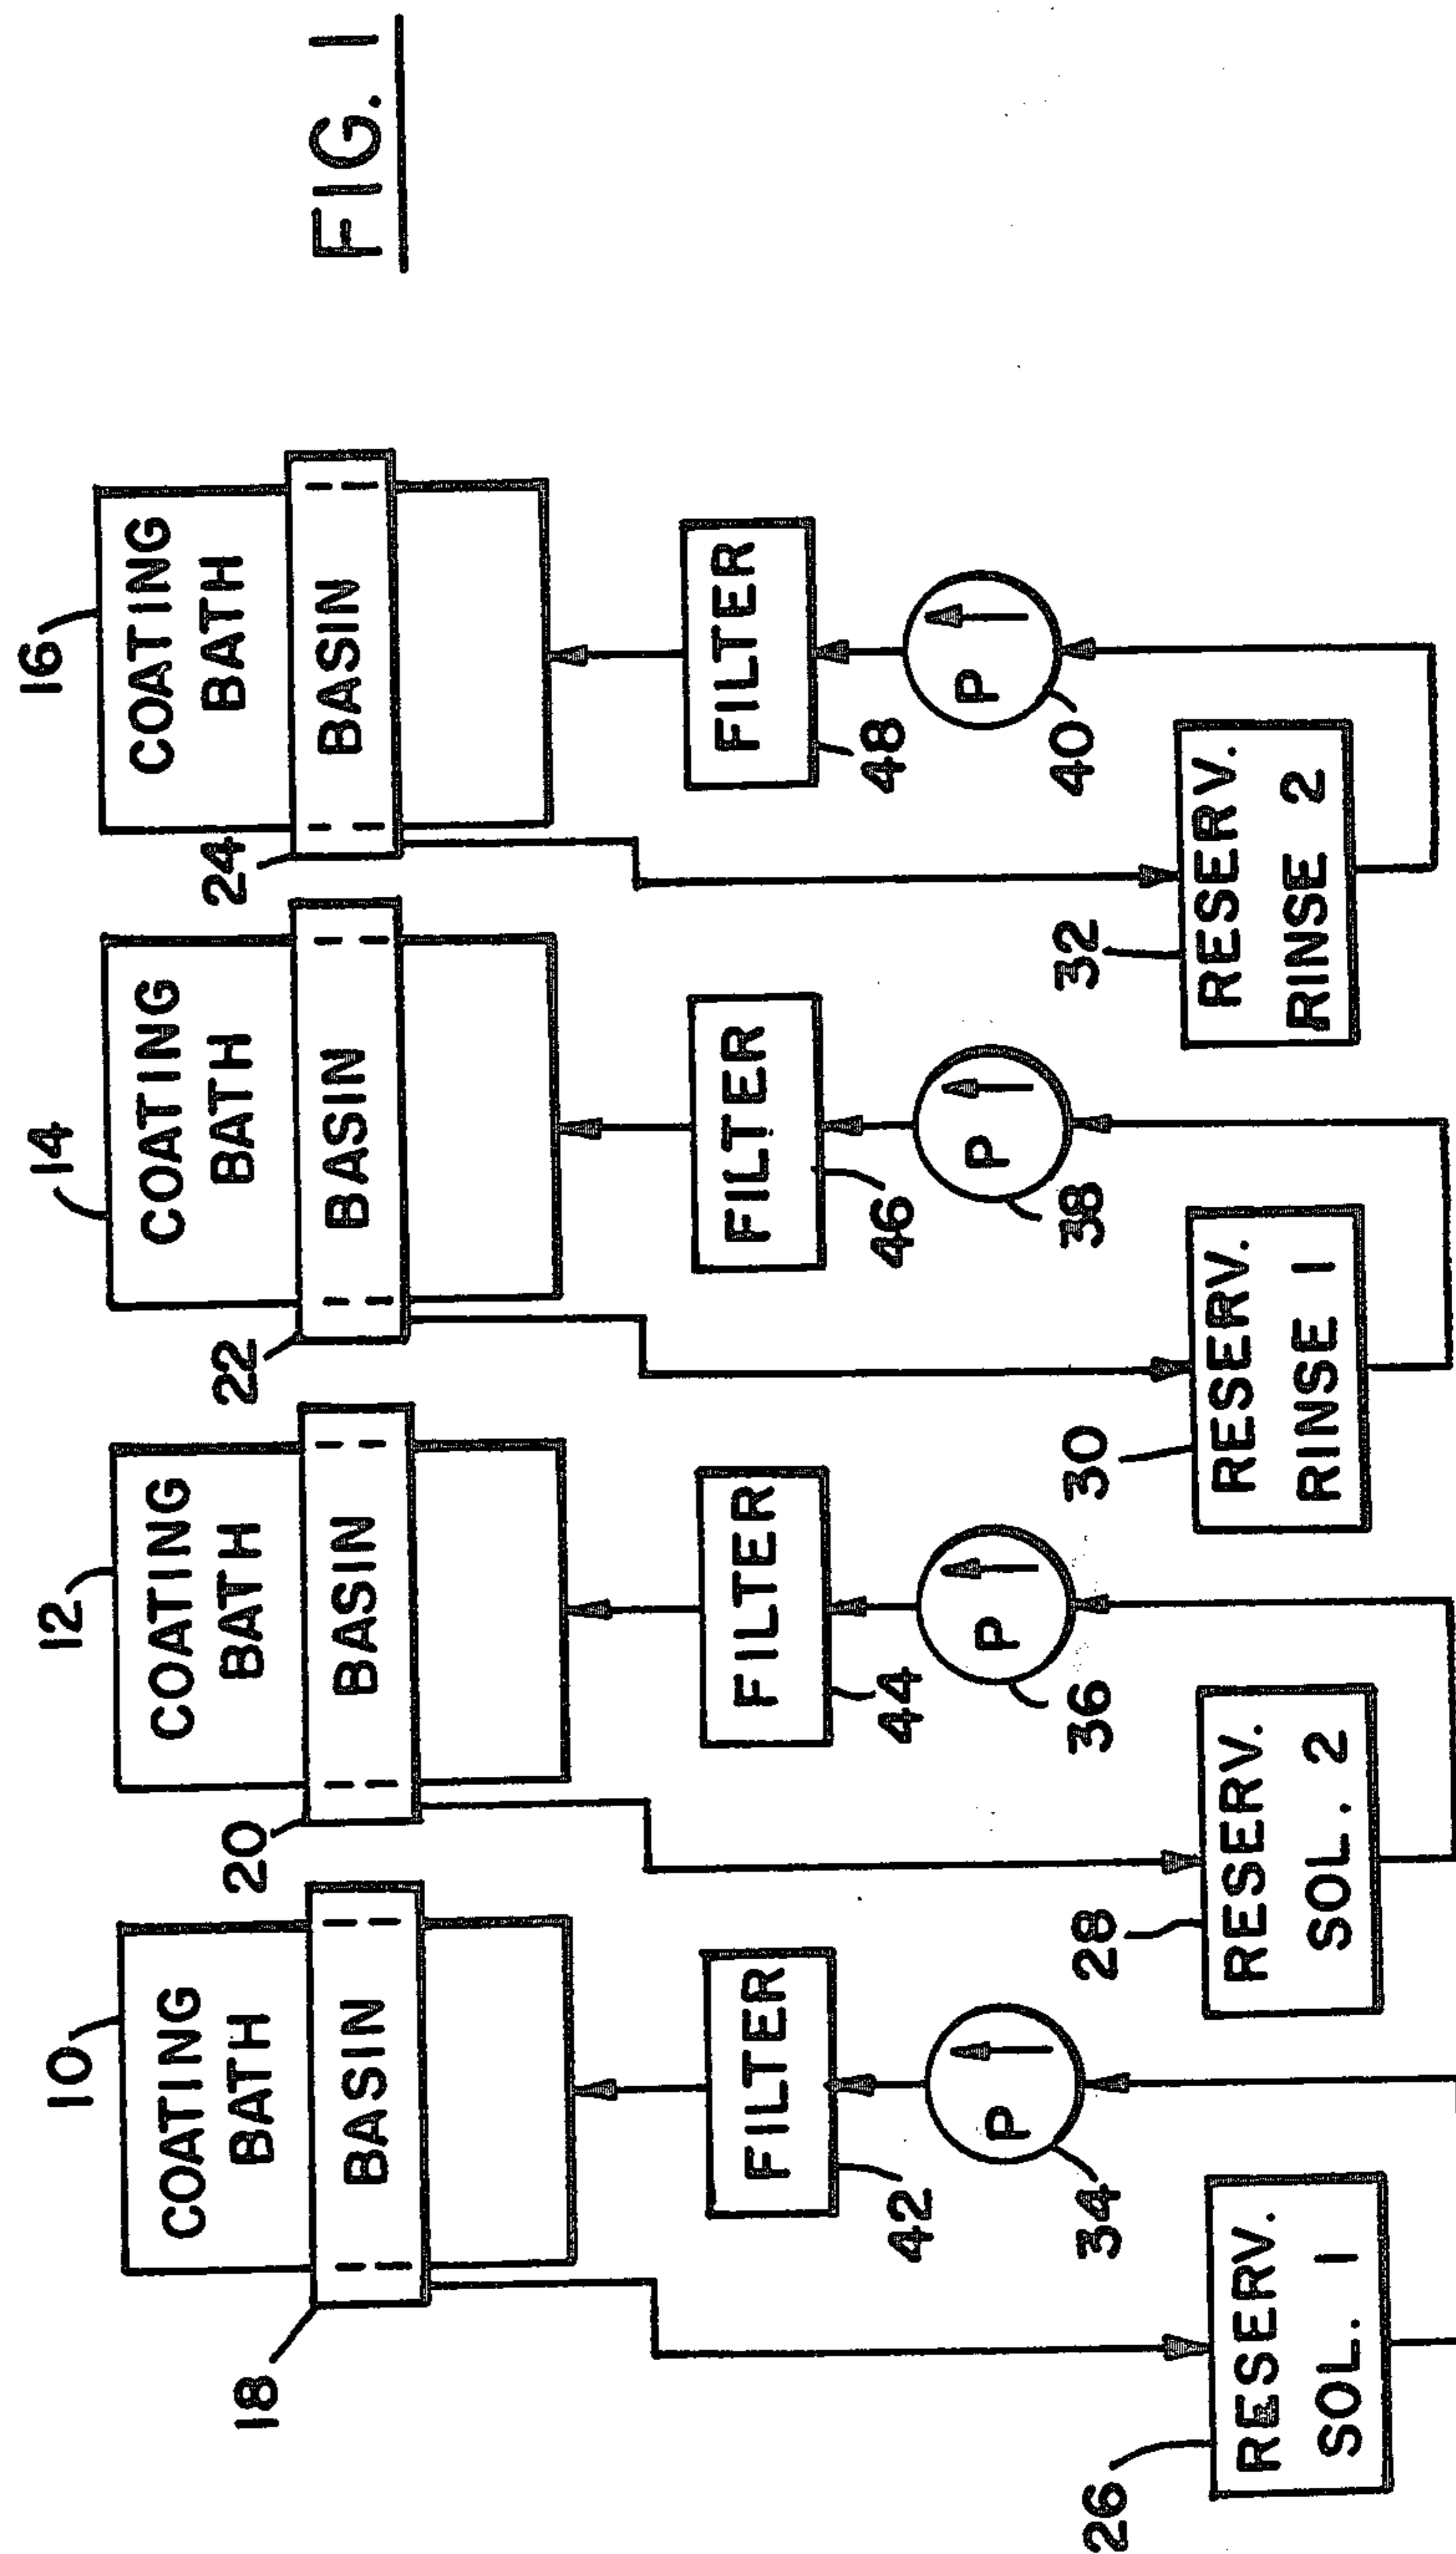 FIG. 1
10
12
14
16
COATING
BATH
COATING
BATH
COATING
BATH
COATING
BATH
18
20
22
24
BASIN
BASIN
BASIN
BASIN
FILTER
FILTER
FILTER
FILTER
42
44
46
48
P
P
P
P
34
36
38
40
26
28
30
32
RESERV.
SOL. 1
RESERV.
SOL. 2
RESERV.
RINSE 1
RESERV.
RINSE 2